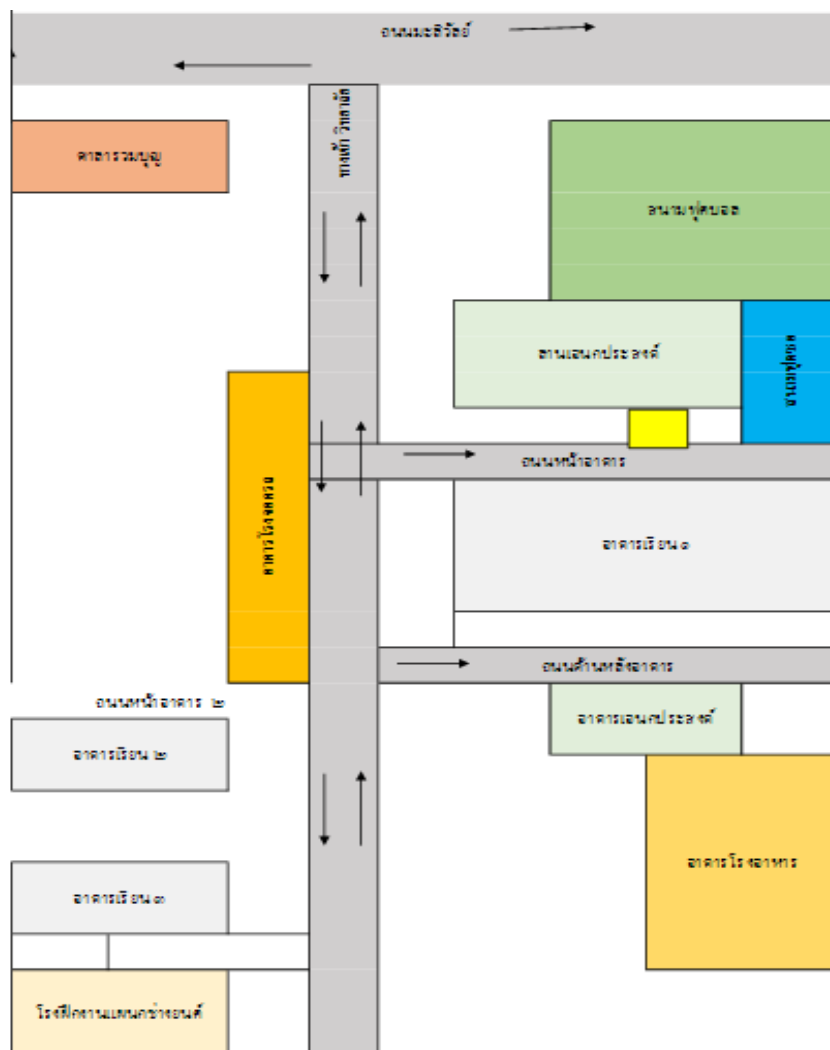 ถนนมะลิวัลย์
ทางเข้า วิทยาลัย
ศาลารวมบุญ
สนามฟุตบอล
ลานเอนกประสงค์
สนามฟุตซอล
ถนนหน้าอาคาร
อาคารโรงจอดรถ
อาคารเรียน ๑
ถนนด้านหลังอาคาร
ถนนหน้าอาคาร ๒
อาคารเอนกประสงค์
อาคารเรียน ๒
อาคารโรงอาหาร
อาคารเรียน ๓
โรงฝึกงานแผนกช่างยนต์